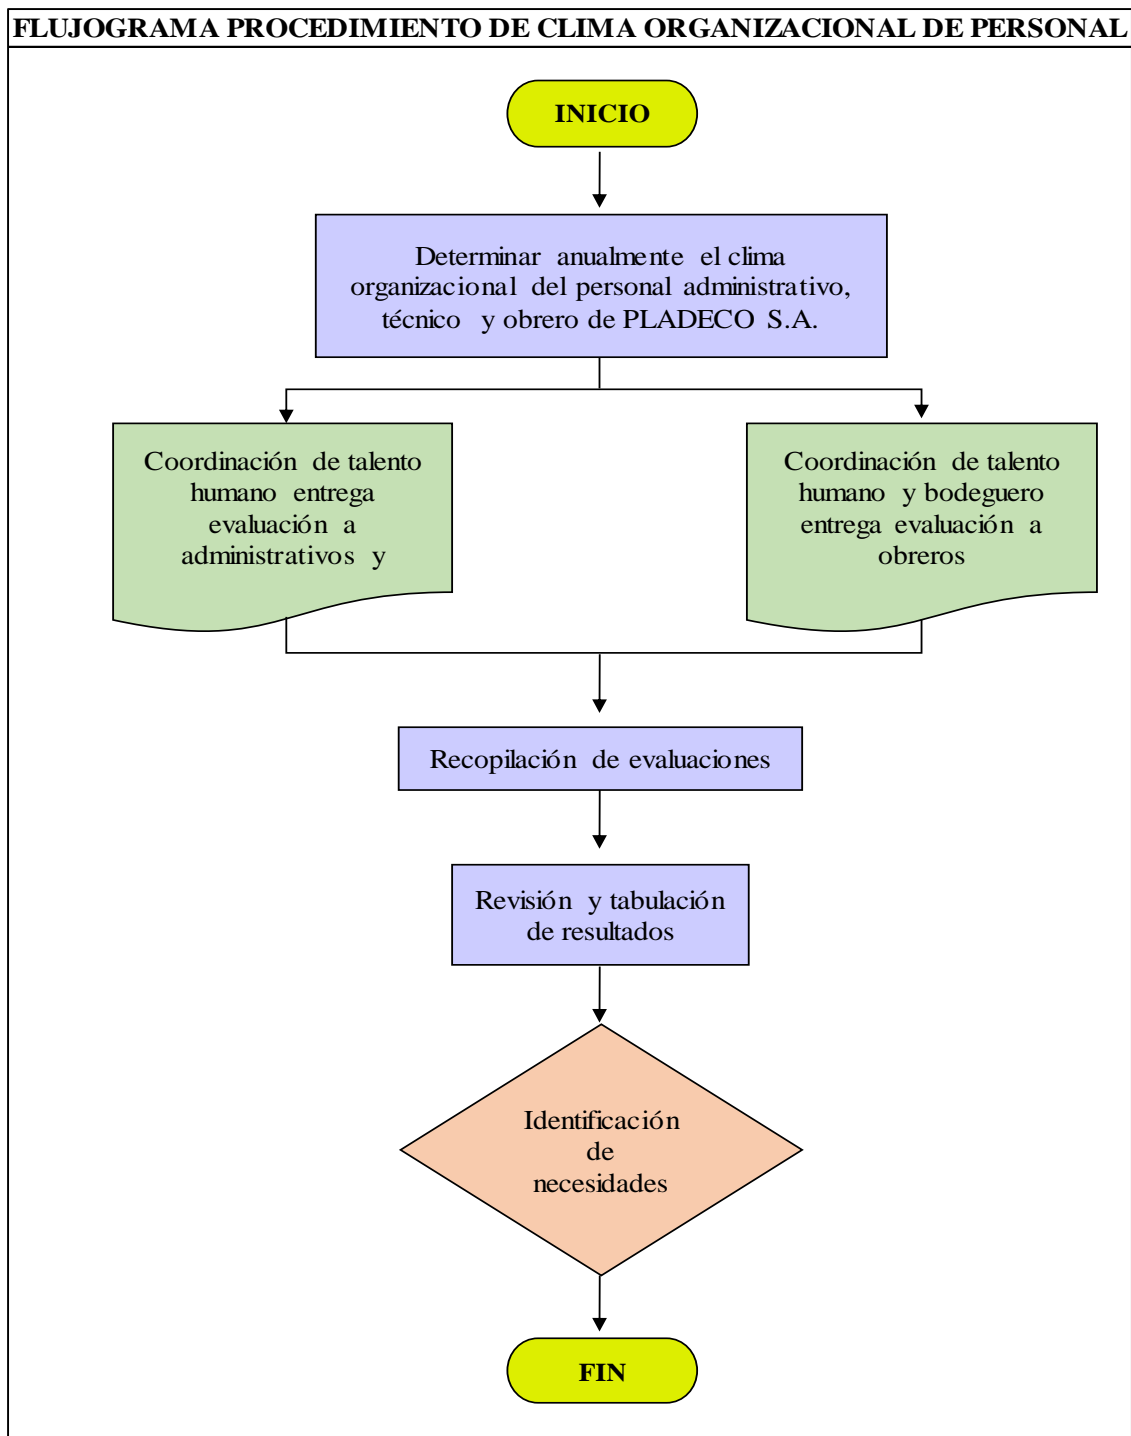 FLUJOGRAMA PROCEDIMIENTO DE CLIMA ORGANIZACIONAL DE PERSONAL
INICIO
Determinar anualmente el clima
organizacional del personal administrativo,
técnico y obrero de PLADECO S.A.
Coordinación de talento
humano entrega
evaluación a
administrativos y
Coordinación de talento
humano y bodeguero
entrega evaluación a
obreros
Recopilación de evaluaciones
Revisión y tabulación
de resultados
Identificación
de
necesidades
FIN